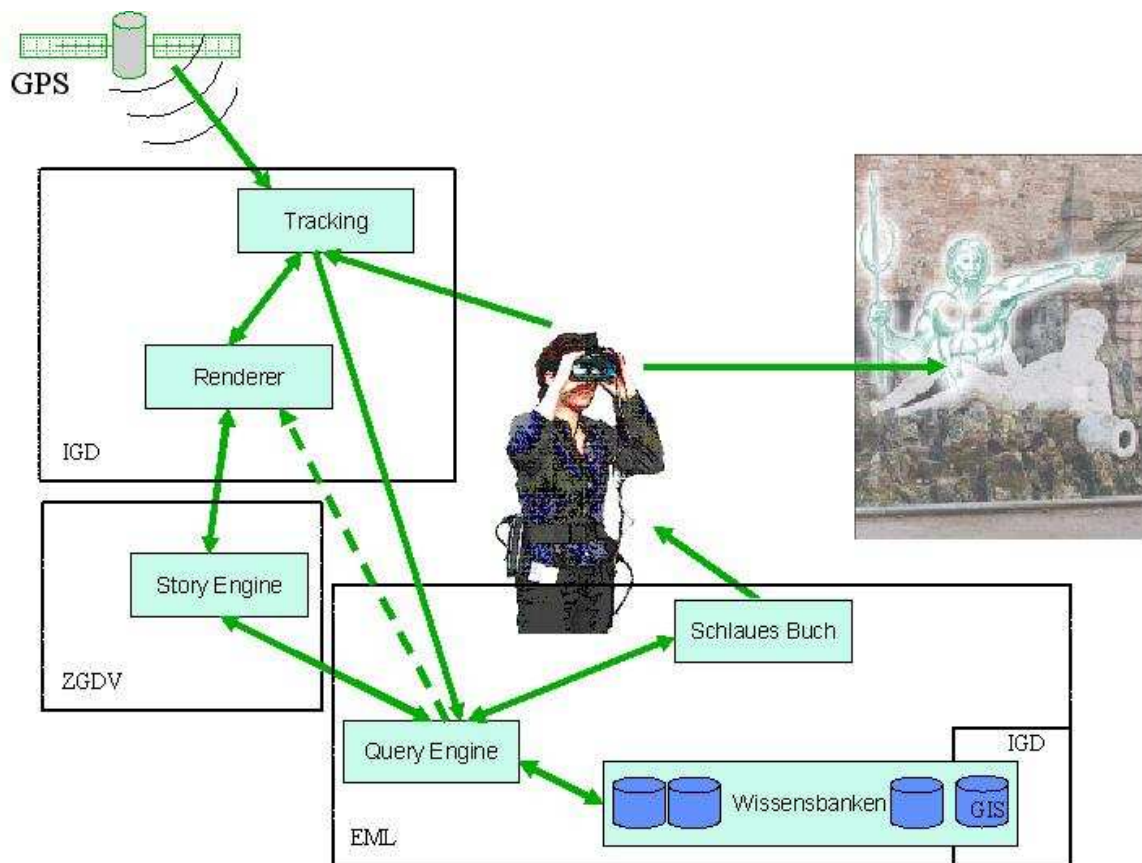 GPS
Tracking
Renderer
IGD
Story Engine
ZGDV
Schlaues Buch
Query Engine
IGD
Wissensbanken
GIS
EML